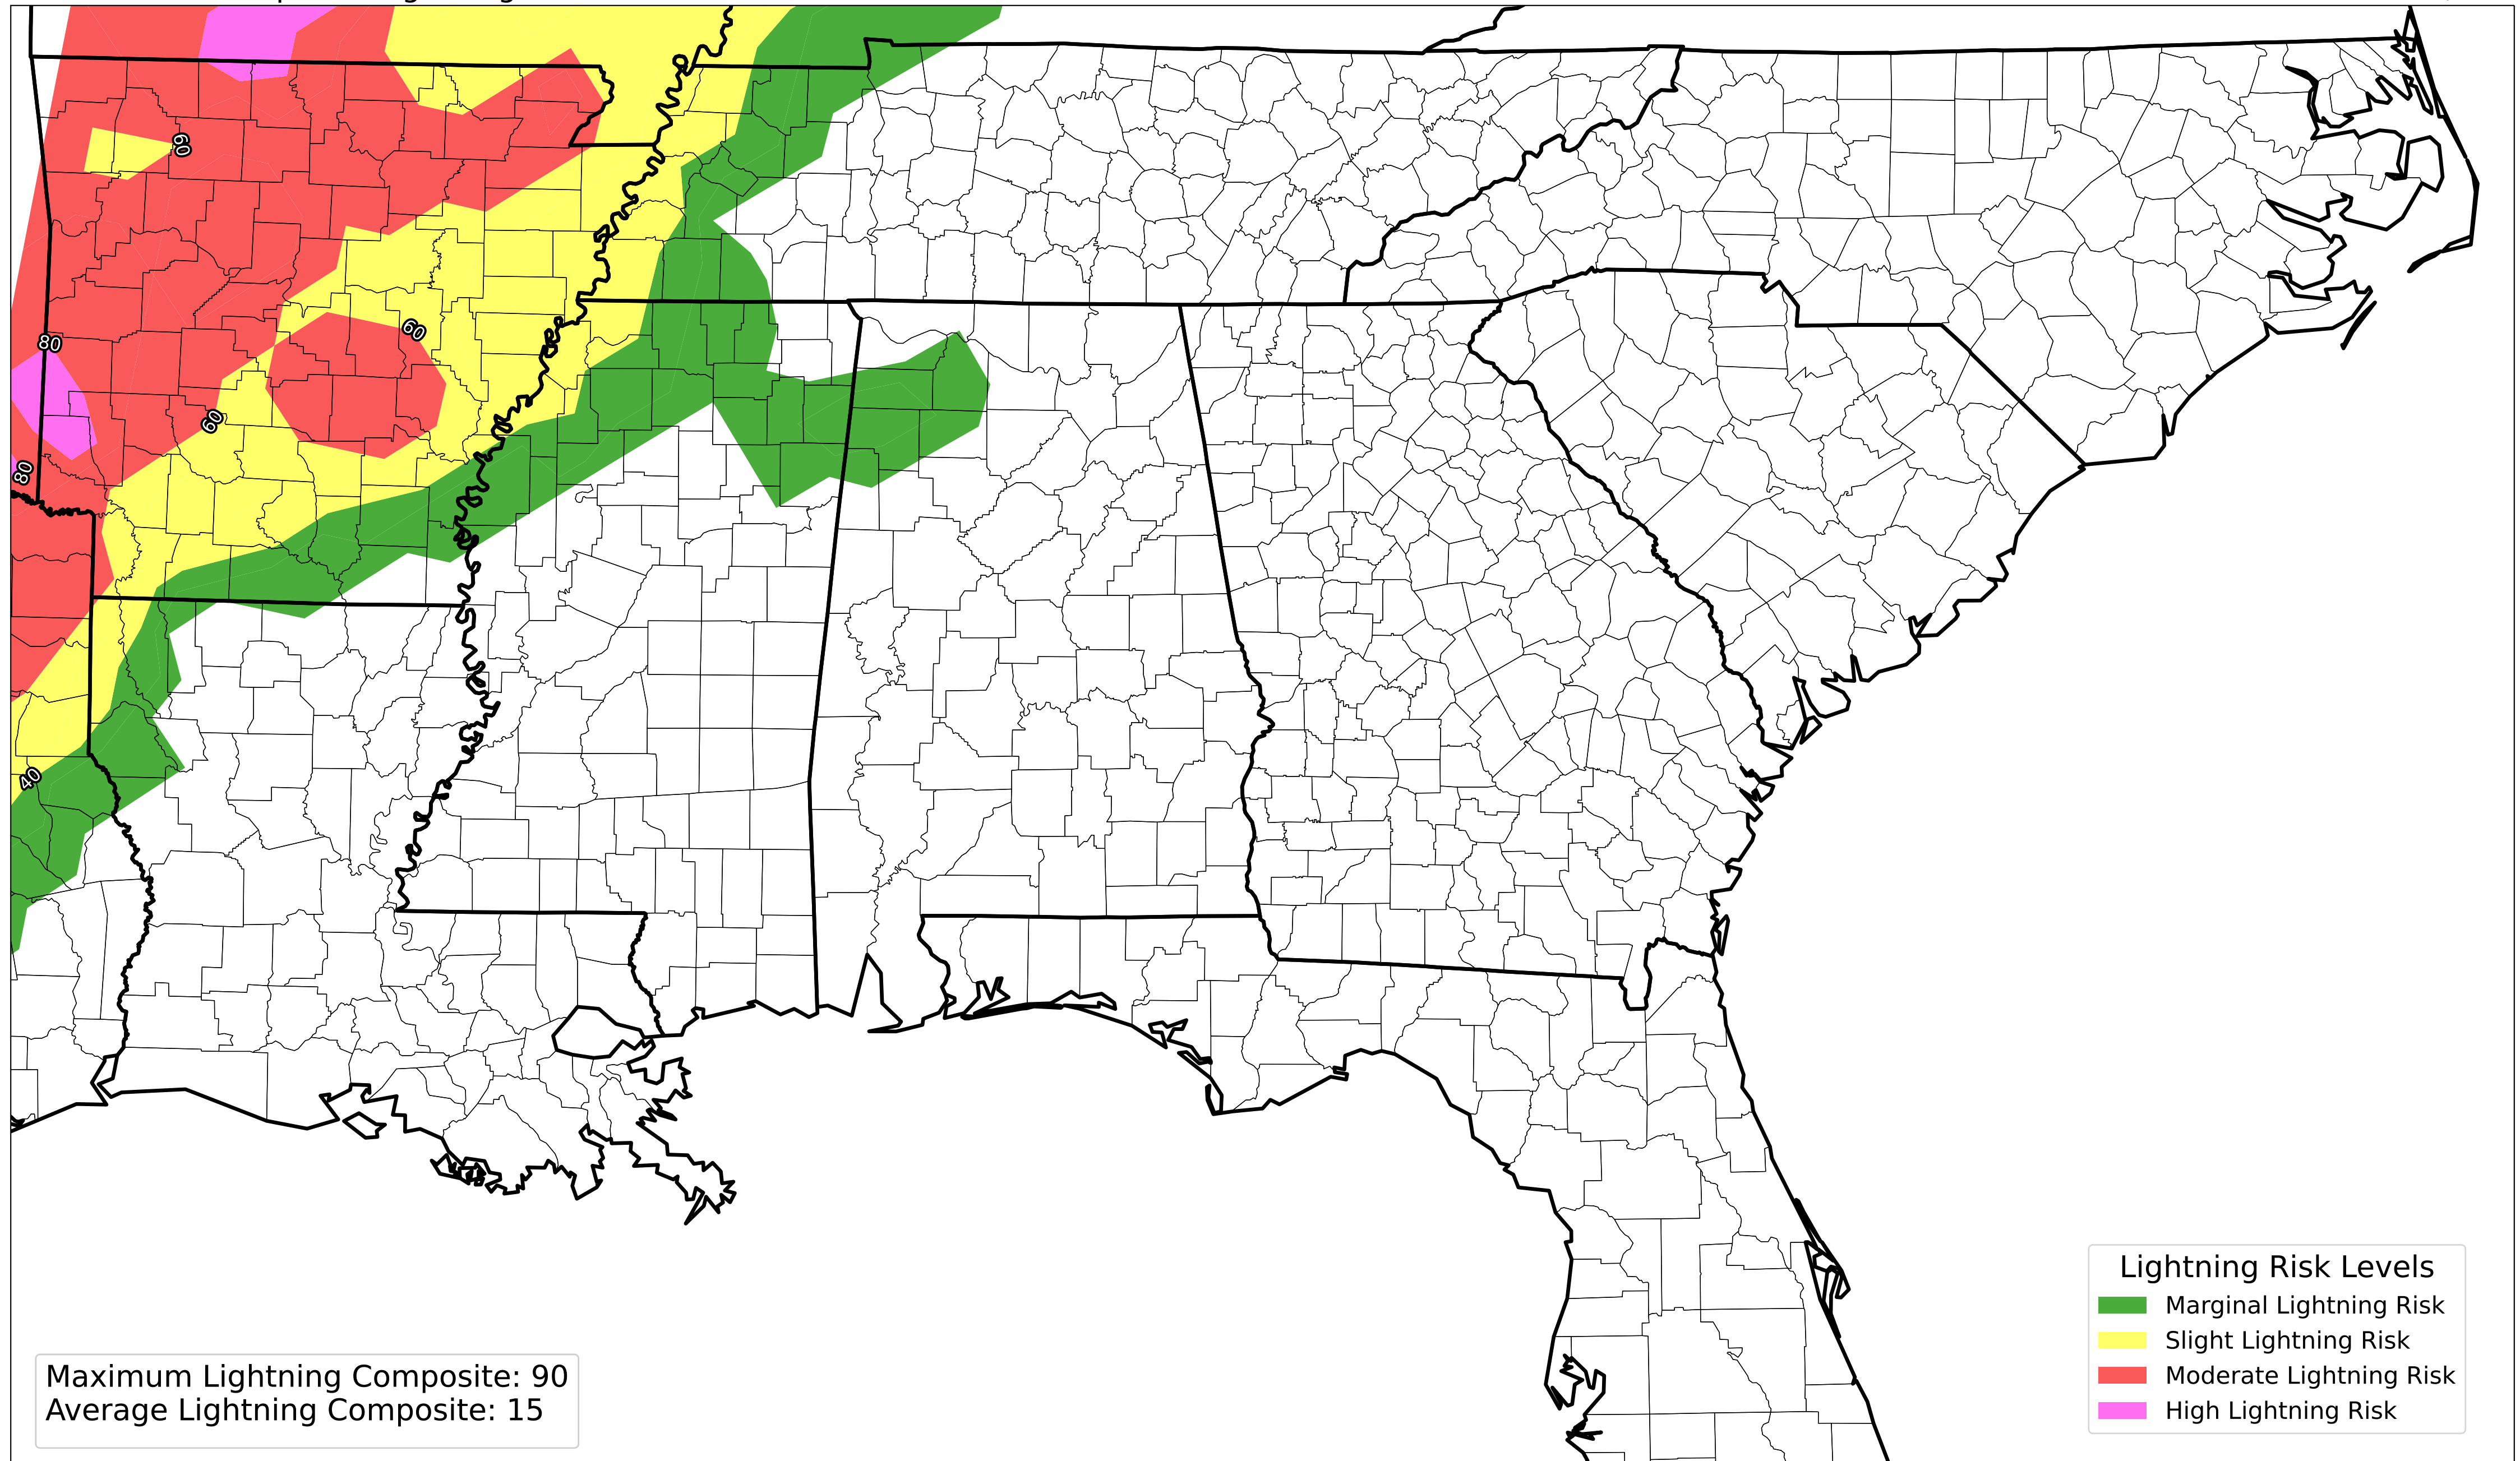 60
60
80
60
80
40
Lightning Risk Levels
Marginal Lightning Risk
Slight Lightning Risk
Moderate Lightning Risk
High Lightning Risk
Maximum Lightning Composite: 90
Average Lightning Composite: 15